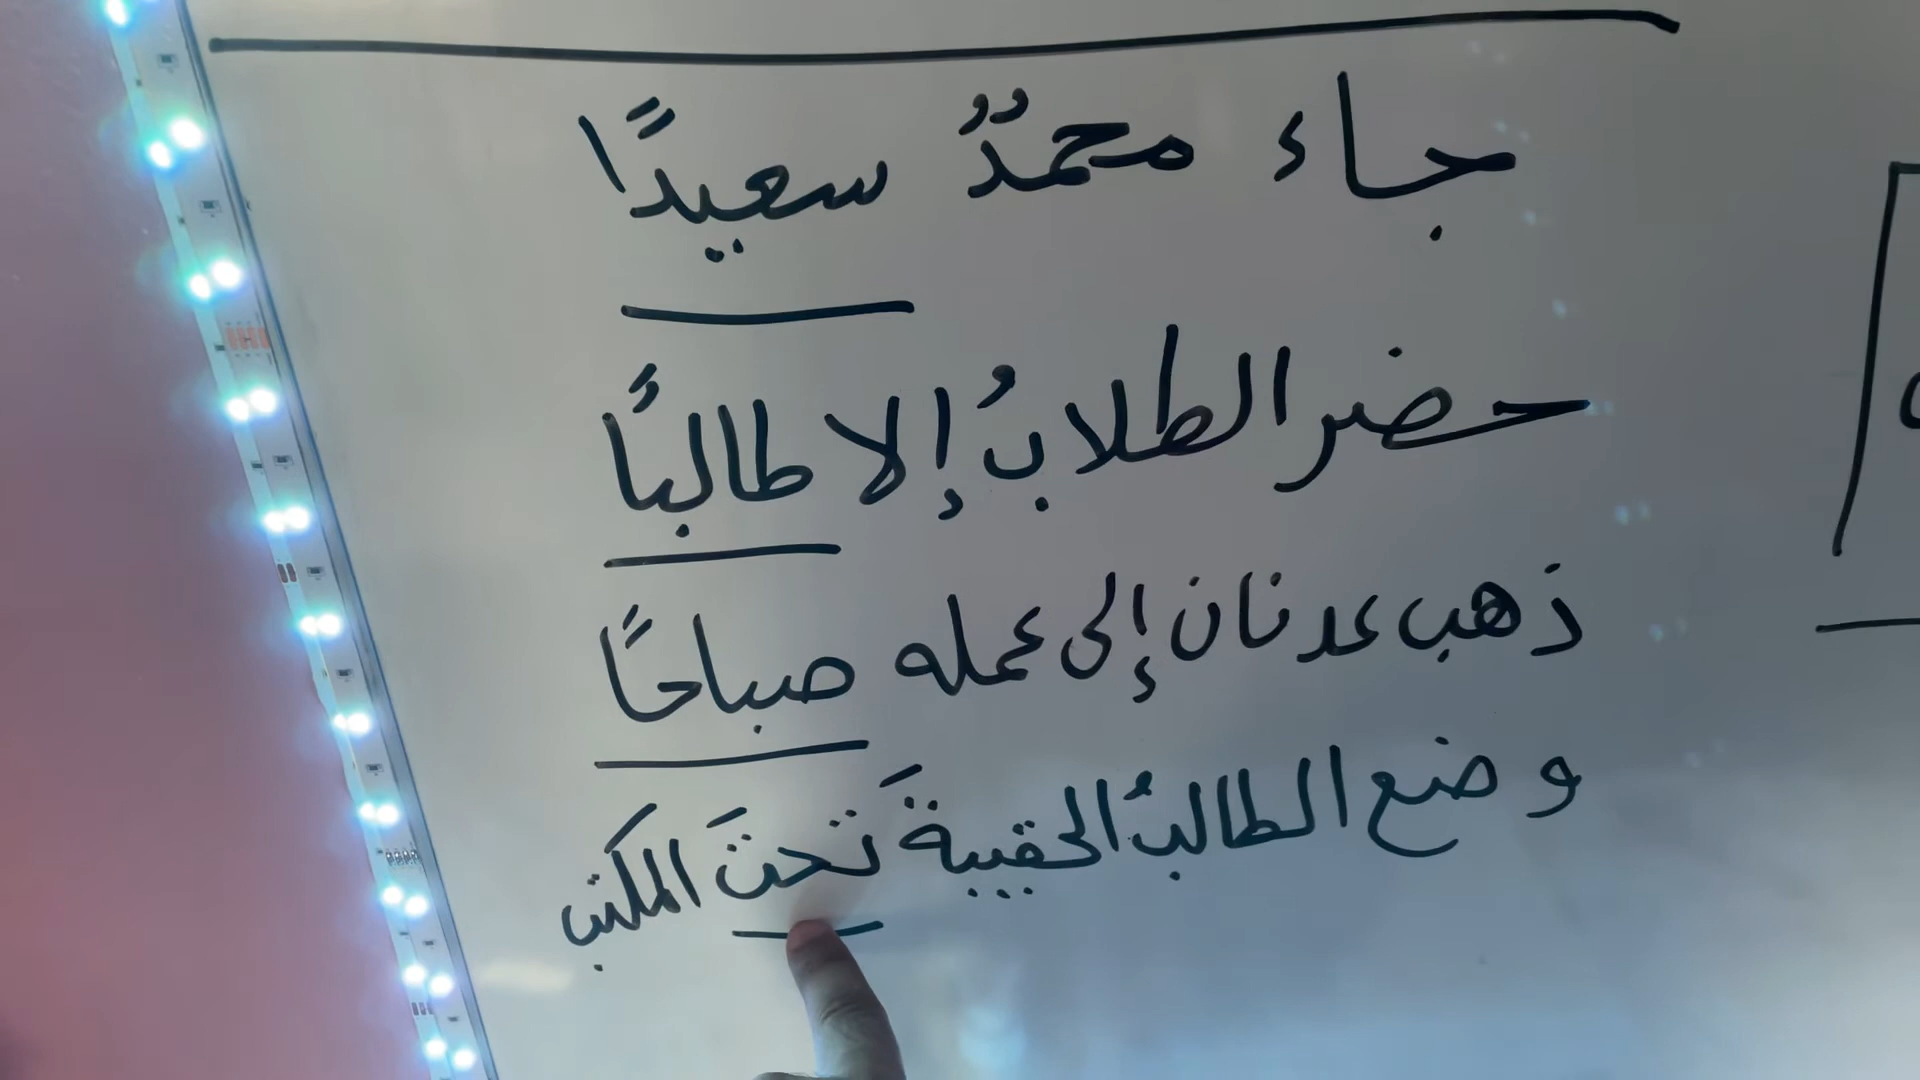 جاء محمدٌ سعيدًا
حضر الطلابُ إلا طالبًا
ذهب عدنان إلى عمله صباحًا
وضع الطالبُ الحقيبةَ تحتَ المكتب